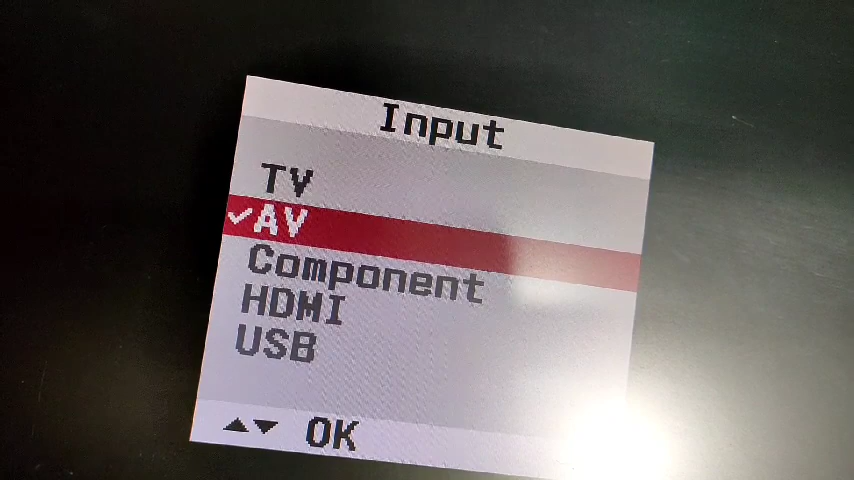 Input
TV
✓AV
Component
HDMI
USB
▲▼ OK